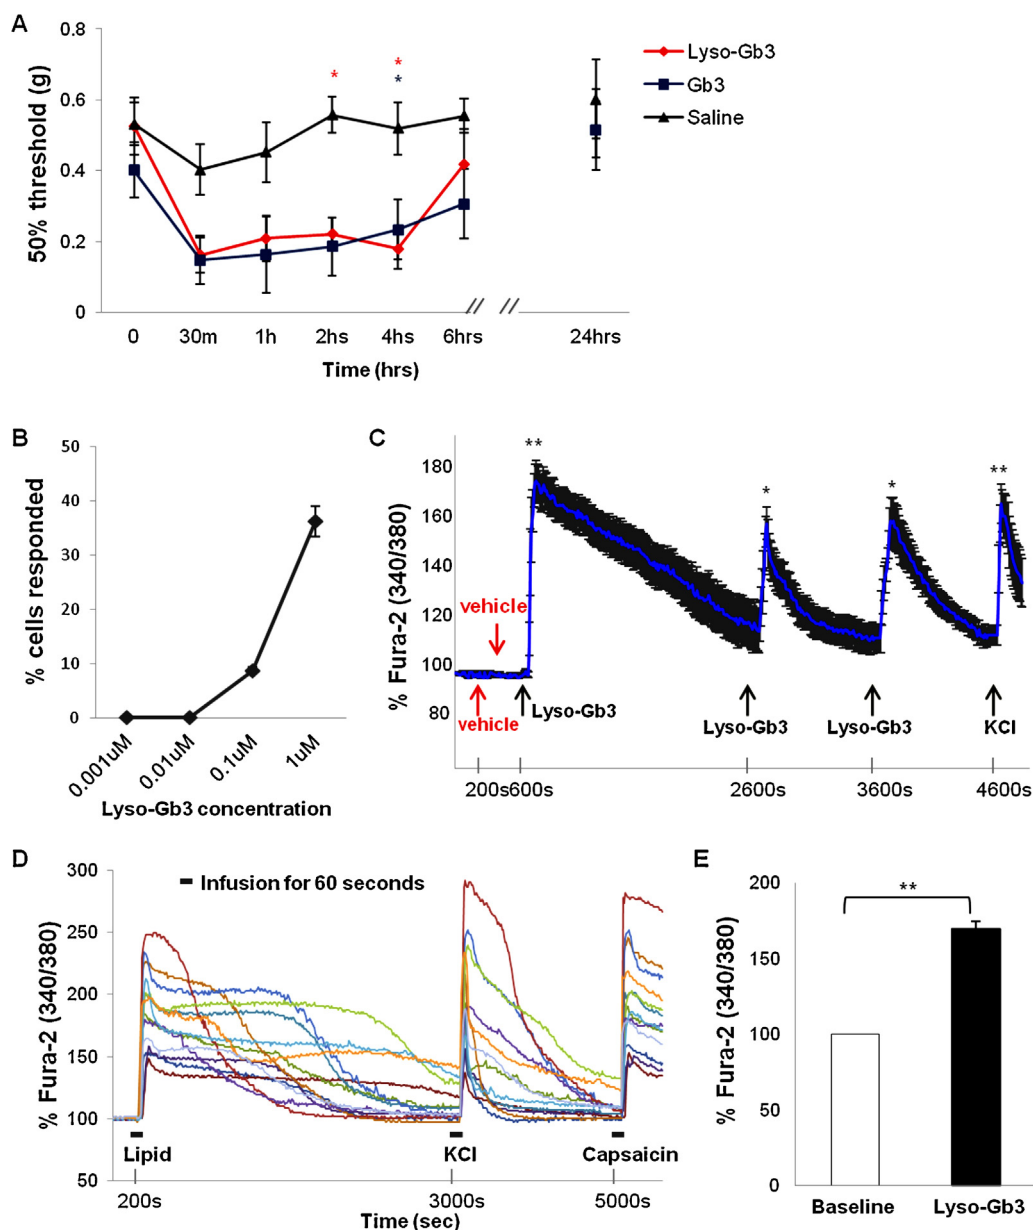 A
0.8
0.6
0.4
0.2
0
50% threshold (g)
*
*
*
Lyso-Gb3
Gb3
Saline
0 30m 1h 2hs 4hs 6hrs 24hrs
Time (hrs)
B
50
40
30
20
10
0
% cells responded
0.001uM 0.01uM 0.1uM 1uM
Lyso-Gb3 concentration
C
180
160
140
120
100
80
% Fura-2 (340/380)
** * * **
vehicle
vehicle
Lyso-Gb3 Lyso-Gb3 Lyso-Gb3 KCl
200s 600s 2600s 3600s 4600s
D
300
250
200
150
100
50
% Fura-2 (340/380)
Infusion for 60 seconds
Lipid KCl Capsaicin
200s 3000s 5000s
Time (sec)
E
200
150
100
50
0
% Fura-2 (340/380)
**
Baseline Lyso-Gb3